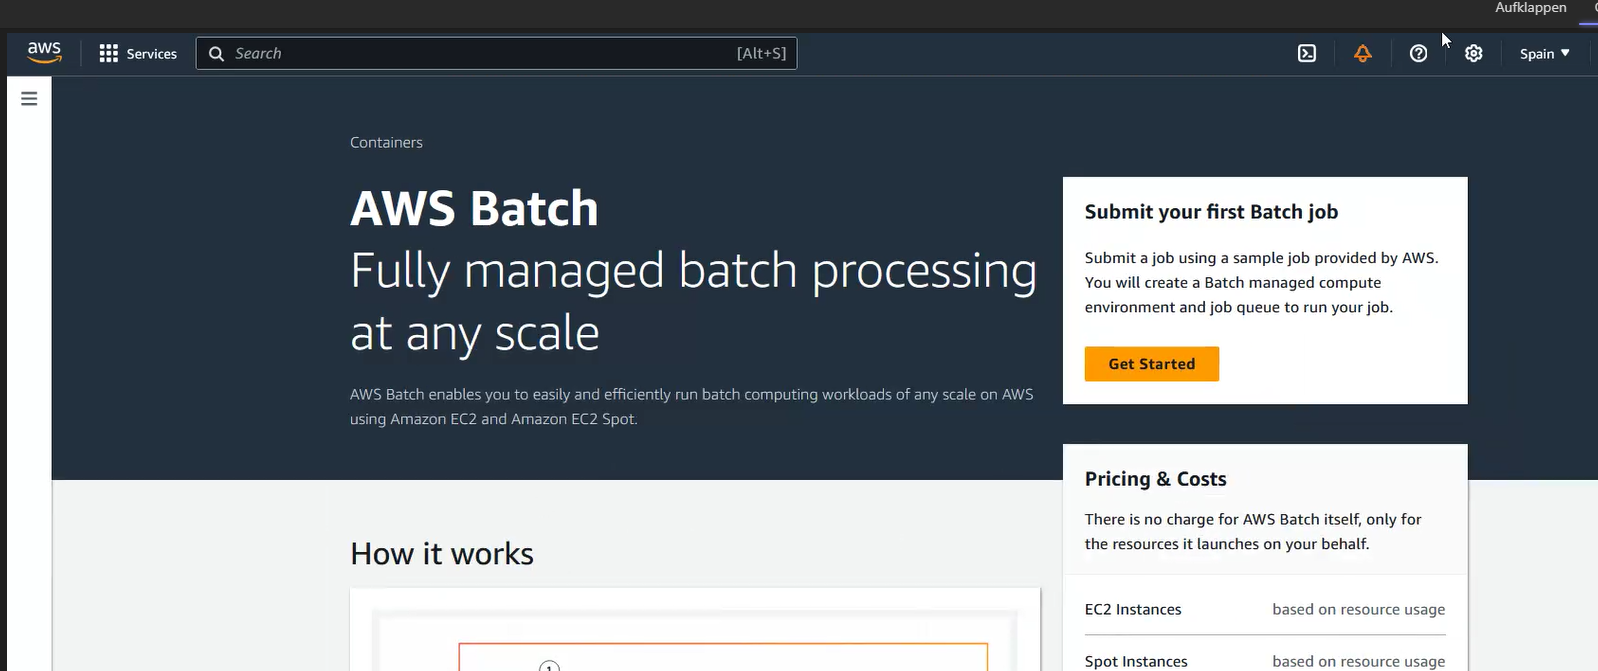 Aufklappen
aws
Services
Search
[Alt+S]
Spain
Containers
AWS Batch
Fully managed batch processing
at any scale
AWS Batch enables you to easily and efficiently run batch computing workloads of any scale on AWS
using Amazon EC2 and Amazon EC2 Spot.
Submit your first Batch job
Submit a job using a sample job provided by AWS.
You will create a Batch managed compute
environment and job queue to run your job.
Get Started
Pricing & Costs
There is no charge for AWS Batch itself, only for
the resources it launches on your behalf.
EC2 Instances based on resource usage
Spot Instances based on resource usage
How it works
1